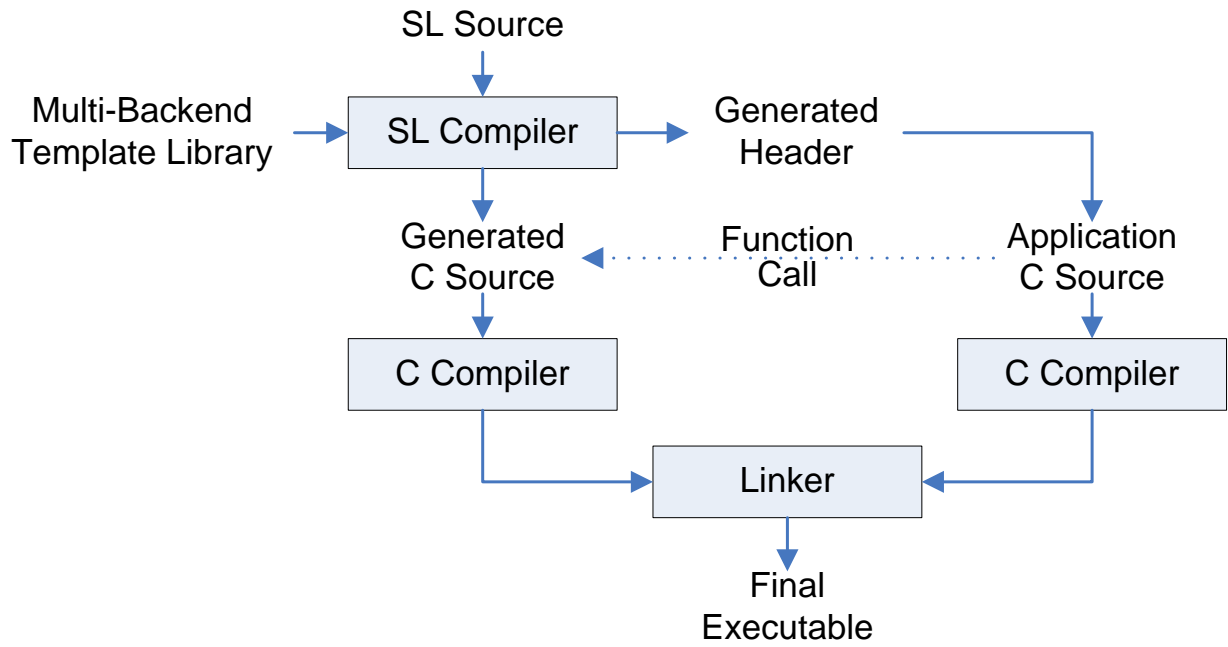 SL Source
Multi-Backend
Template Library
SL Compiler
Generated
Header
Generated
C Source
Function
Call
Application
C Source
C Compiler
C Compiler
Linker
Final
Executable